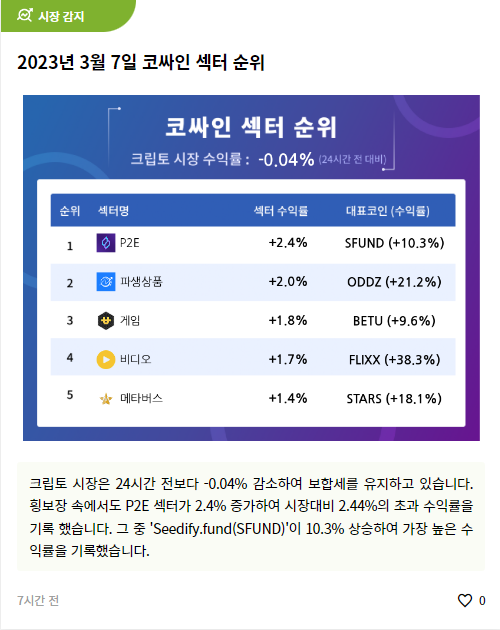 시장 감지
2023년 3월 7일 코싸인 섹터 순위
코싸인 섹터 순위
크립토 시장 수익률 : -0.04% (24시간 전 대비)
순위 섹터명 섹터 수익률 대표코인 (수익률)
1 P2E +2.4% SFUND (+10.3%)
2 파생상품 +2.0% ODDZ (+21.2%)
3 게임 +1.8% BETU (+9.6%)
4 비디오 +1.7% FLIXX (+38.3%)
5 메타버스 +1.4% STARS (+18.1%)
크립토 시장은 24시간 전보다 -0.04% 감소하여 보합세를 유지하고 있습니다.
횡보장 속에서도 P2E 섹터가 2.4% 증가하여 시장대비 2.44%의 초과 수익률을
기록 했습니다. 그 중 'Seedify.fund(SFUND)'이 10.3% 상승하여 가장 높은 수
익률을 기록했습니다.
7시간 전 0